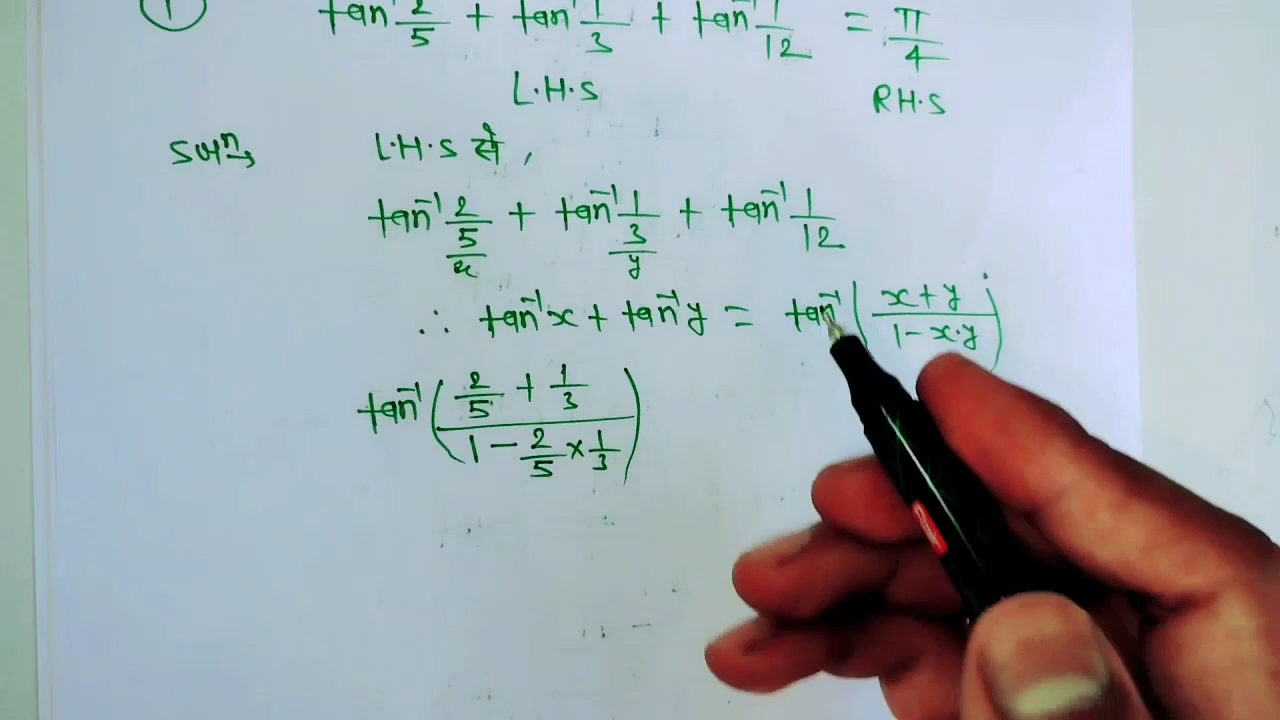 1 tan⁻¹ 2/5 + tan⁻¹ 1/3 + tan⁻¹ 1/12 = π/4
L.H.S R.H.S
Solⁿ→ L.H.S से,
tan⁻¹ 2/5 + tan⁻¹ 1/3 + tan⁻¹ 1/12
x y
∴ tan⁻¹x + tan⁻¹y = tan⁻¹ ( x+y / 1-x.y )
tan⁻¹ ( 2/5 + 1/3 / 1 - 2/5 × 1/3 )